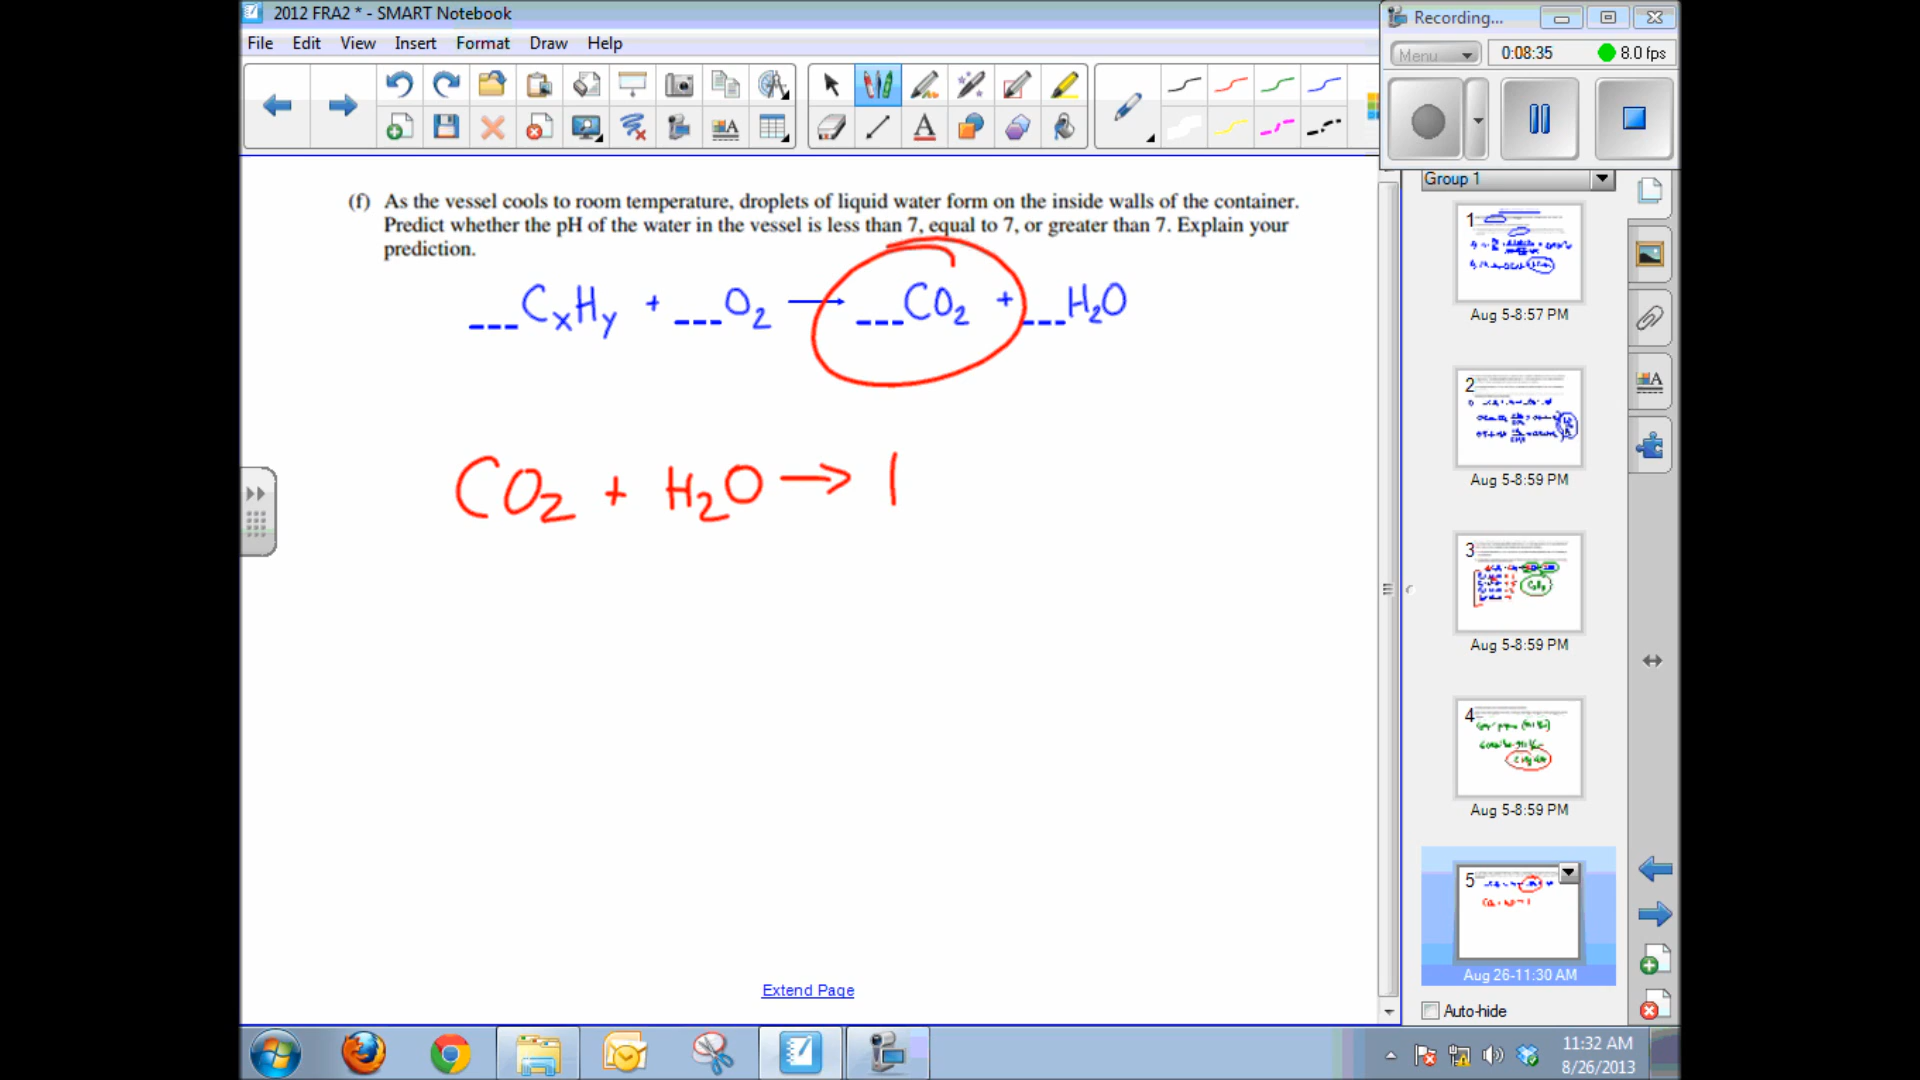 2012 FRA2 * - SMART Notebook
File Edit View Insert Format Draw Help
Recording...
Menu 0:08:35 8.0 fps
(f) As the vessel cools to room temperature, droplets of liquid water form on the inside walls of the container.
Predict whether the pH of the water in the vessel is less than 7, equal to 7, or greater than 7. Explain your
prediction.
___CxHy + ___O2 → ___CO2 + ___H2O
CO2 + H2O → |
Extend Page
Group 1
1
Aug 5-8:57 PM
2
Aug 5-8:59 PM
3
Aug 5-8:59 PM
4
Aug 5-8:59 PM
5
Aug 26-11:30 AM
Auto-hide
11:32 AM
8/26/2013